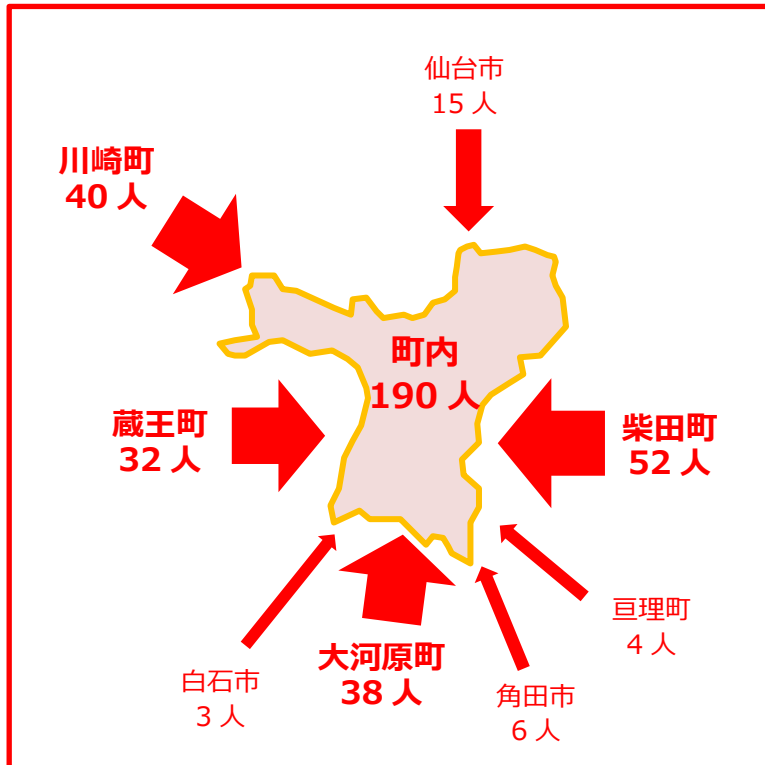 仙台市
15 人
川崎町
40 人
町内
190 人
蔵王町
32 人
柴田町
52 人
亘理町
4 人
大河原町
38 人
白石市
3 人
角田市
6 人